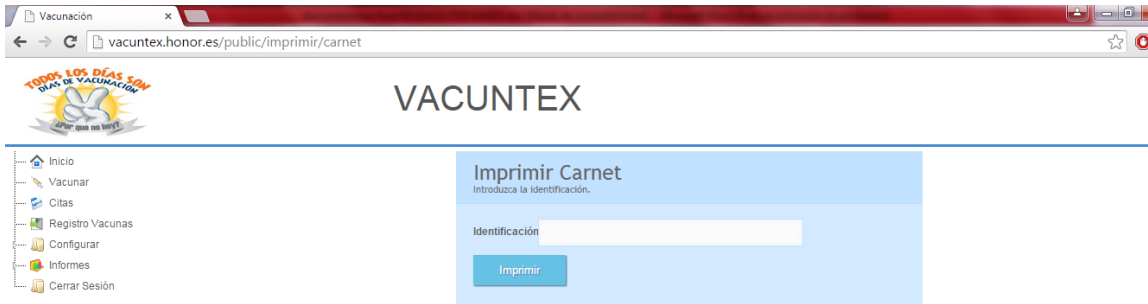 Vacunación
vacuntex.honor.es/public/imprimir/carnet
TODOS LOS DÍAS SON
DÍAS DE VACUNACIÓN
¿Por que no hoy?
VACUNTEX
Inicio
Vacunar
Citas
Registro Vacunas
Configurar
Informes
Cerrar Sesión
Imprimir Carnet
Introduzca la identificación.
Identificación
Imprimir